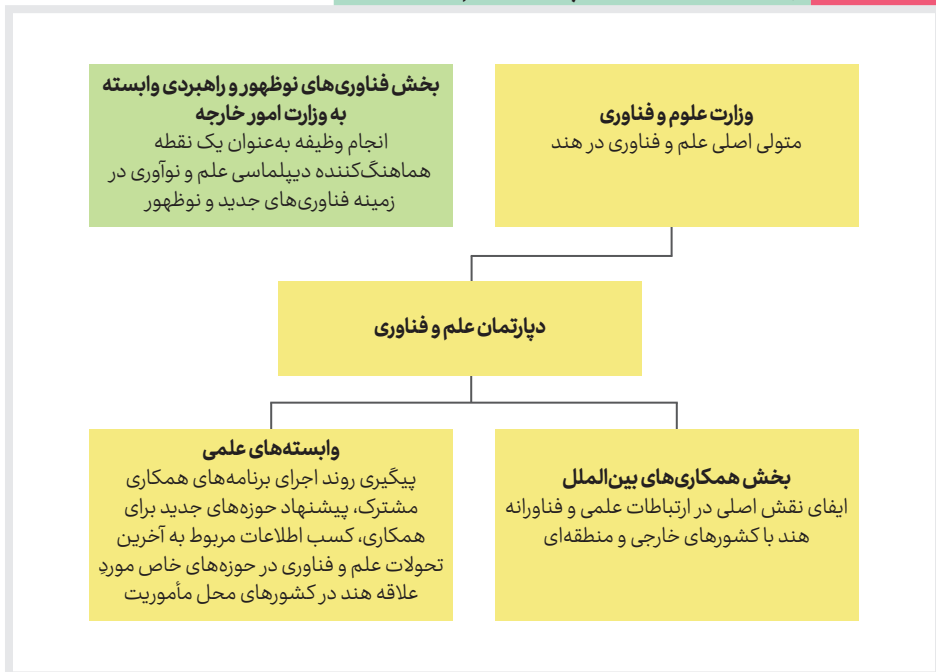 وزارت علوم و فناوری
متولی اصلی علم و فناوری در هند
بخش فناوری‌های نوظهور و راهبردی وابسته
به وزارت امور خارجه
انجام وظیفه به‌عنوان یک نقطه
هماهنگ‌کننده دیپلماسی علم و نوآوری در
زمینه فناوری‌های جدید و نوظهور
دپارتمان علم و فناوری
بخش همکاری‌های بین‌الملل
ایفای نقش اصلی در ارتباطات علمی و فناورانه
هند با کشورهای خارجی و منطقه‌ای
وابسته‌های علمی
پیگیری روند اجرای برنامه‌های همکاری
مشترک، پیشنهاد حوزه‌های جدید برای
همکاری، کسب اطلاعات مربوط به آخرین
تحولات علم و فناوری در حوزه‌های خاص موردِ
علاقه هند در کشورهای محل مأموریت